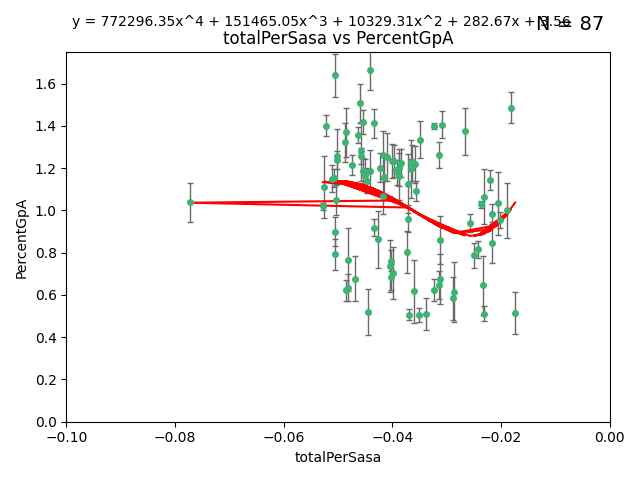 y = 772296.35x^4 + 151465.05x^3 + 10329.31x^2 + 282.67x + 3.56
N = 87
totalPerSasa vs PercentGpA
PercentGpA
1.6
1.4
1.2
1.0
0.8
0.6
0.4
0.2
0.0
−0.10 −0.08 −0.06 −0.04 −0.02 0.00
totalPerSasa